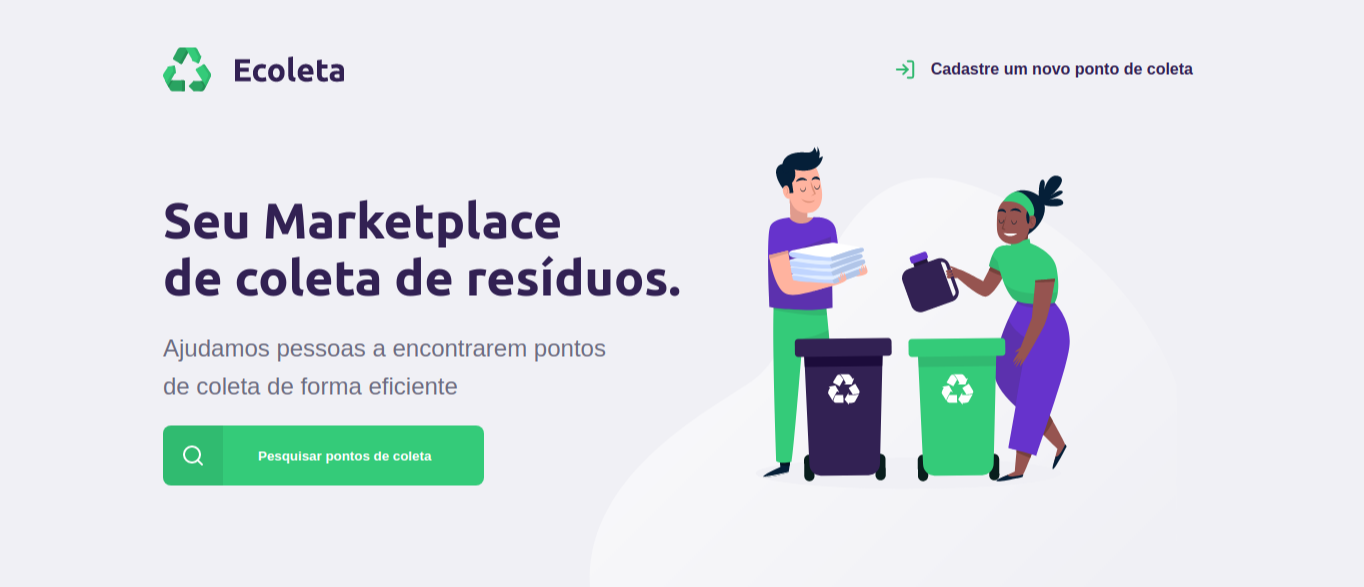 Ecoleta
Cadastre um novo ponto de coleta
Seu Marketplace
de coleta de resíduos.
Ajudamos pessoas a encontrarem pontos
de coleta de forma eficiente
Pesquisar pontos de coleta